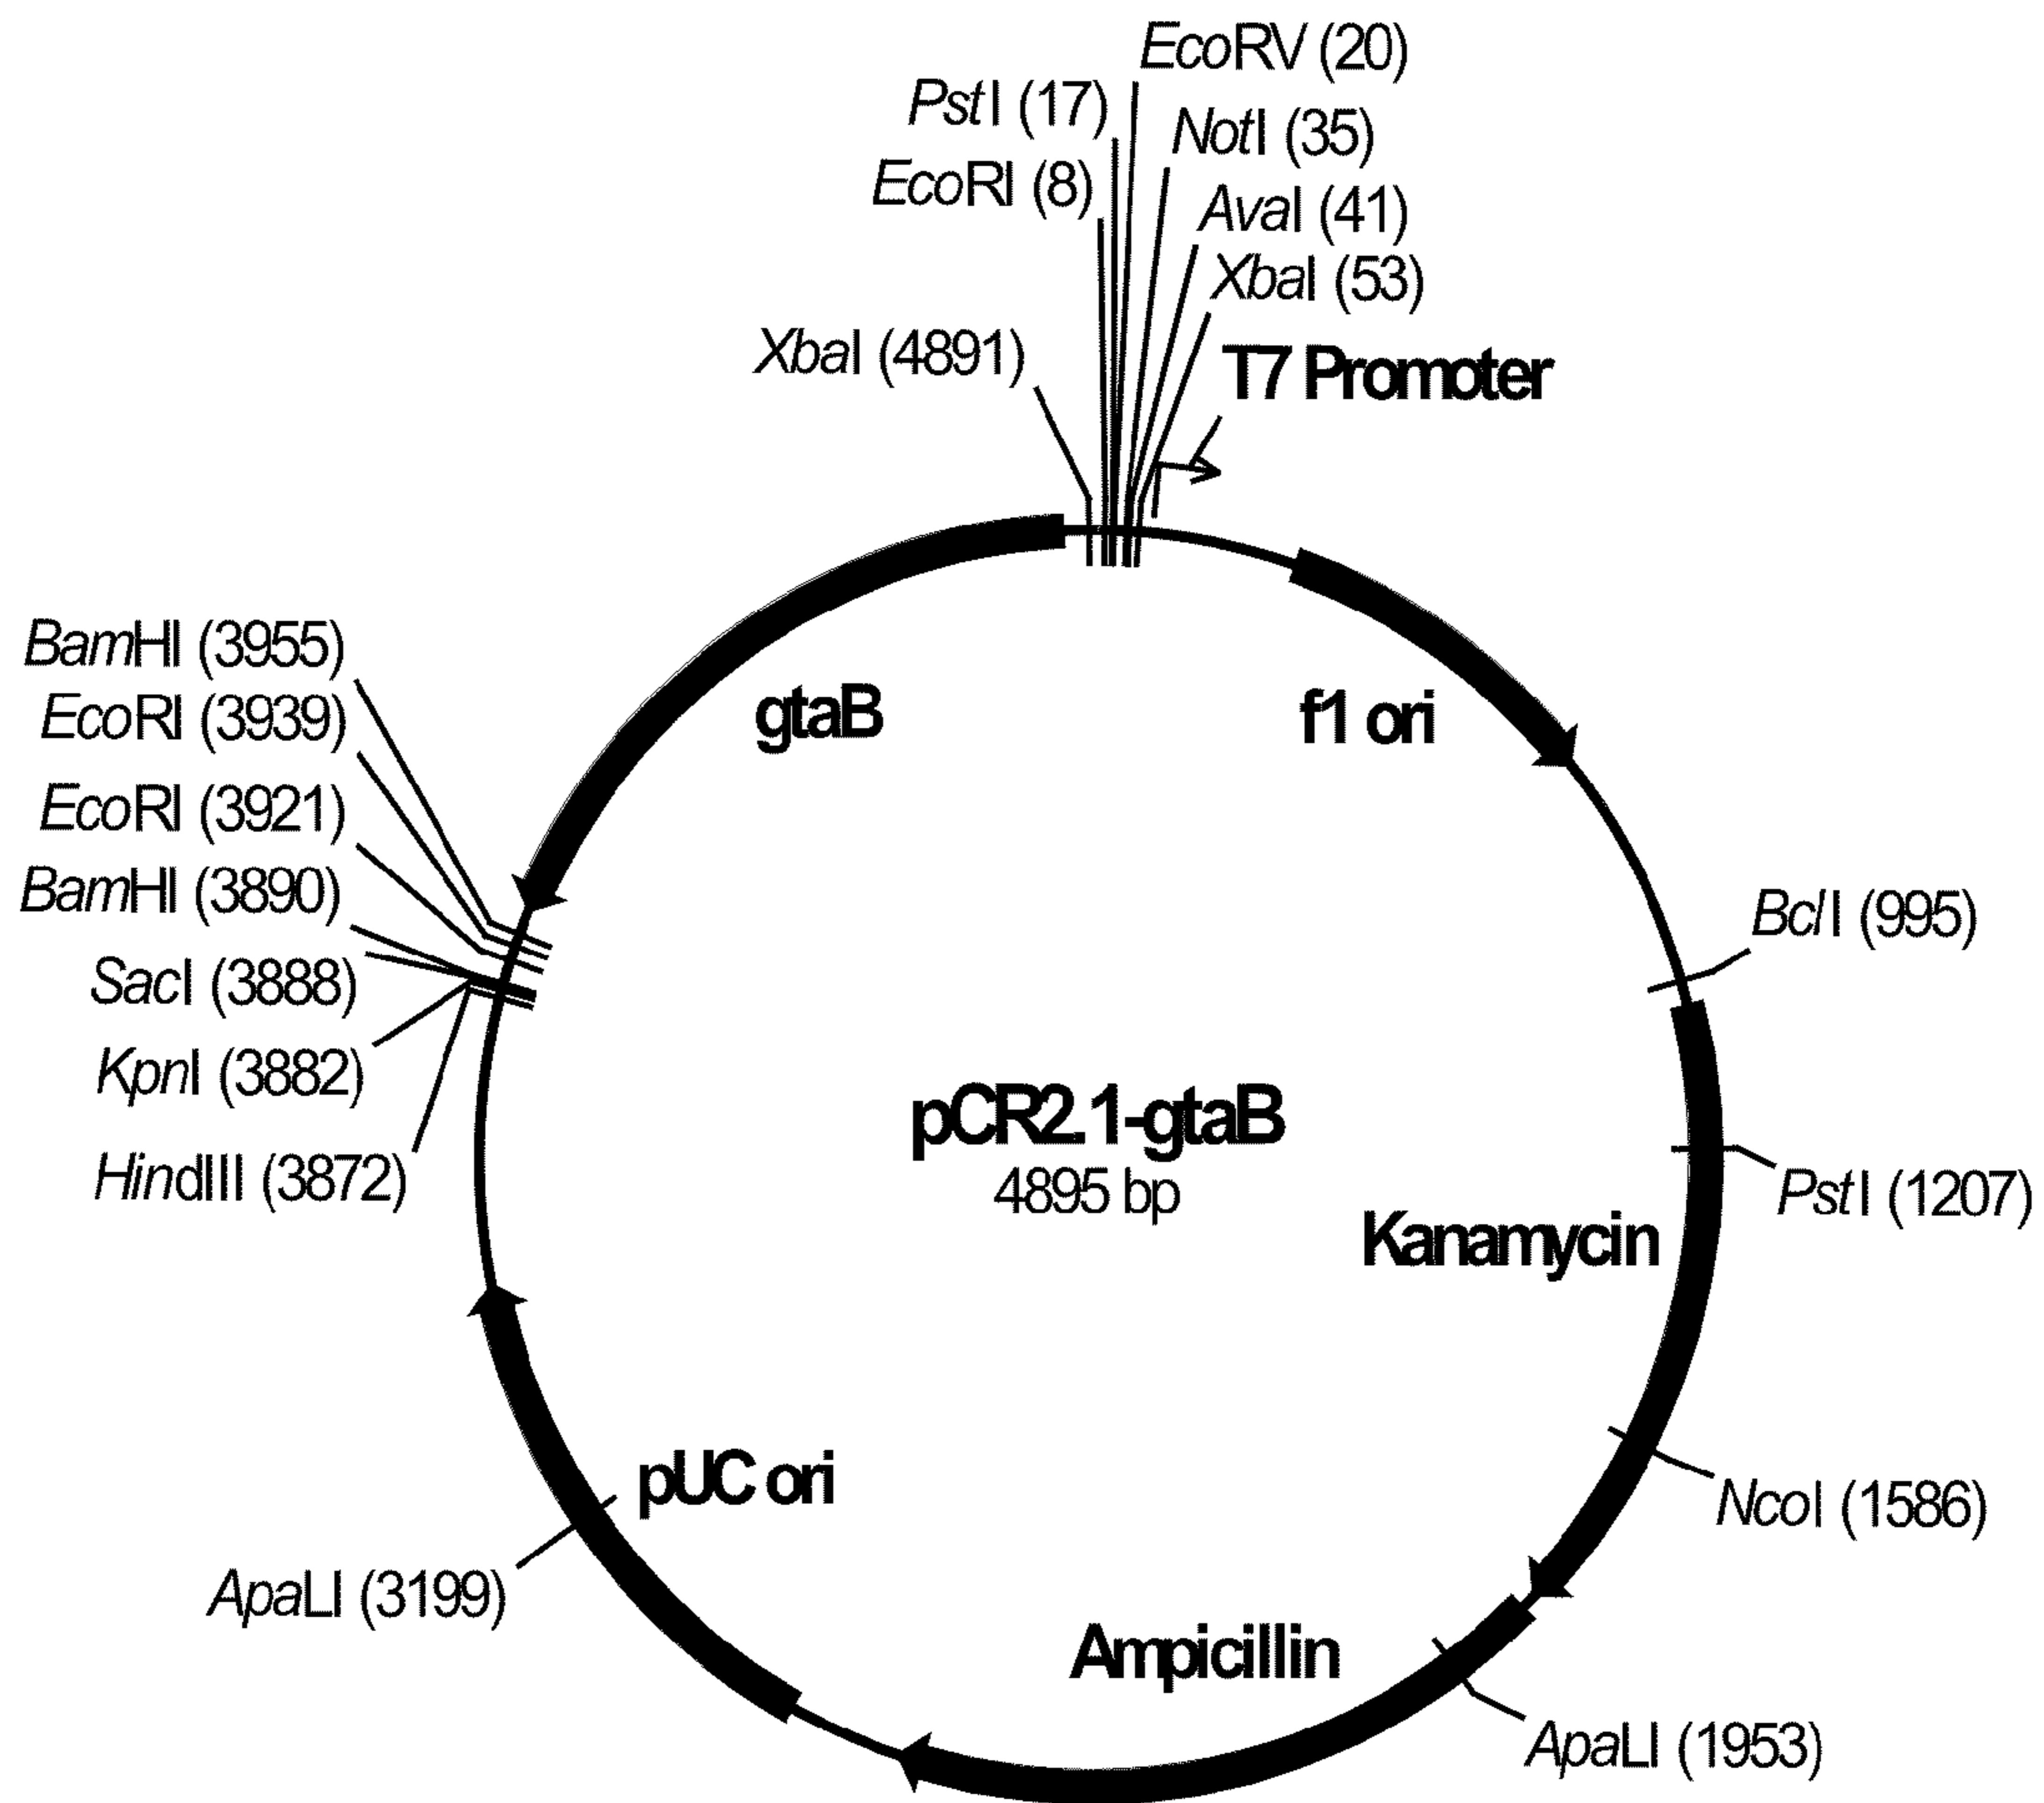 EcoRV (20)
PstI (17)
NotI (35)
EcoRI (8)
AvaI (41)
XbaI (53)
XbaI (4891)
T7 Promoter
BamHI (3955)
EcoRI (3939)
gtaB
f1 ori
EcoRI (3921)
BamHI (3890)
BclI (995)
SacI (3888)
KpnI (3882)
pCR2.1-gtaB
4895 bp
HindIII (3872)
PstI (1207)
Kanamycin
pUC ori
NcoI (1586)
ApaLI (3199)
Ampicillin
ApaLI (1953)